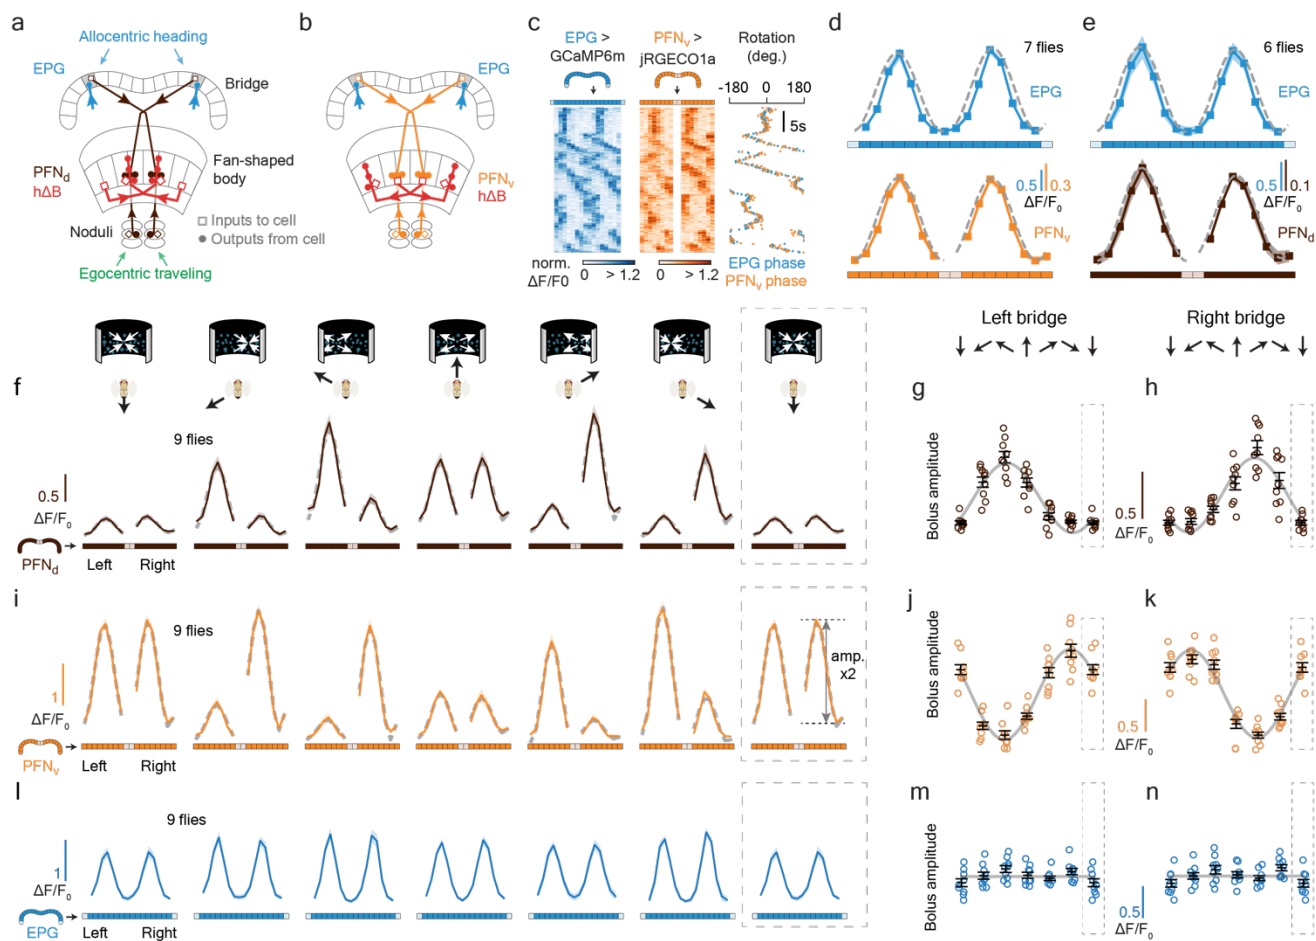 a
Allocentric heading
EPG
Bridge
PFNd
hΔB
Fan-shaped
body
Noduli
Inputs to cell
Outputs from cell
Egocentric traveling
b
EPG
PFNv
hΔB
c
EPG >
GCaMP6m
PFNv >
jRGECO1a
Rotation
(deg.)
-180 0 180
5s
norm.
ΔF/F0
0 > 1.2
0 > 1.2
EPG phase
PFNv phase
d
7 flies
EPG
0.5 0.3
ΔF/F0
PFNv
e
6 flies
EPG
0.5 0.1
ΔF/F0
PFNd
f
9 flies
0.5
ΔF/F0
PFNd
Left Right
Left bridge
Right bridge
g
Bolus amplitude
0.5
ΔF/F0
h
i
9 flies
1
ΔF/F0
PFNv
Left Right
amp.
x2
j
Bolus amplitude
0.5
ΔF/F0
k
l
9 flies
1
ΔF/F0
EPG
Left Right
m
Bolus amplitude
0.5
ΔF/F0
n